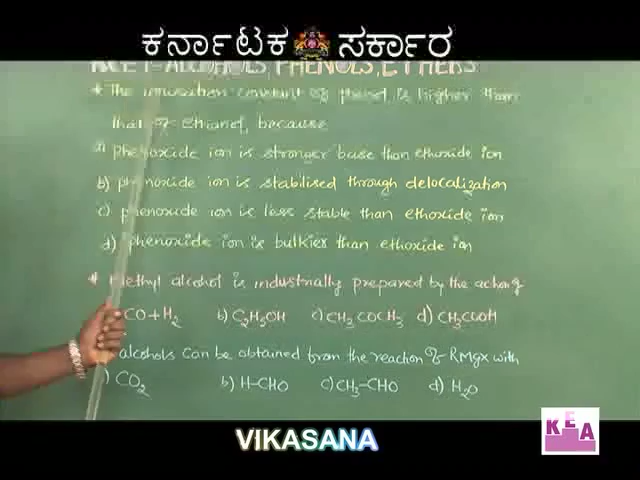 ಕರ್ನಾಟಕ ಸರ್ಕಾರ
ALCOHOLS, PHENOLS, ETHERS
* The ionisation constant of phenol is higher than
that of ethanol, because
a) phenoxide ion is stronger base than ethoxide ion
b) phenoxide ion is stabilised through delocalization
c) phenoxide ion is less stable than ethoxide ion
d) phenoxide ion is bulkier than ethoxide ion
* Methyl alcohol is industrially prepared by the action of
CO + H₂ b) C₂H₅OH c) CH₃COCH₃ d) CH₃COOH
alcohols can be obtained from the reaction of RMgx with
) CO₂ b) H-CHO c) CH₃-CHO d) H₂O
KEA
VIKASANA